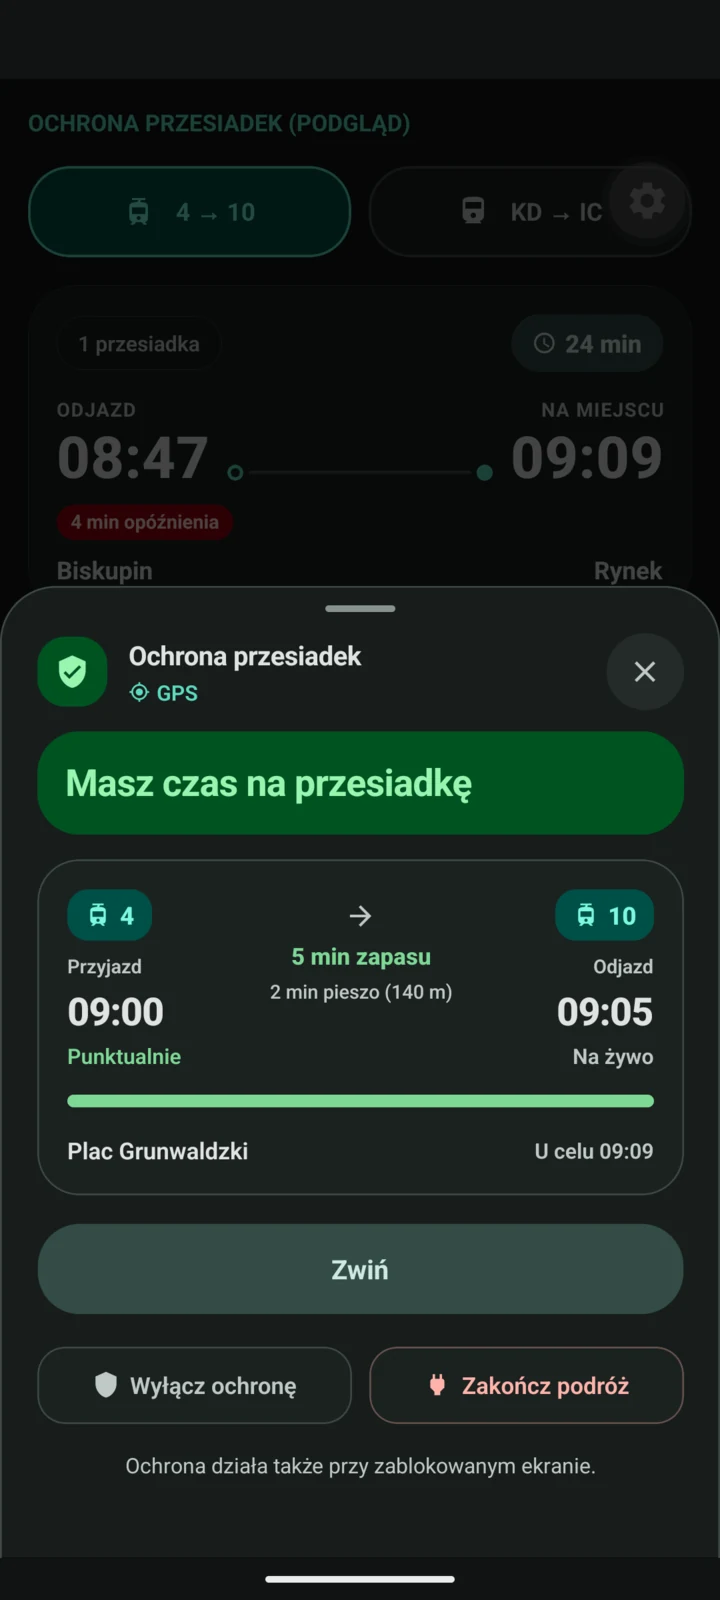 OCHRONA PRZESIADEK (PODGLĄD)
4 → 10
KD → IC
1 przesiadka
24 min
ODJAZD
NA MIEJSCU
08:47
09:09
4 min opóźnienia
Biskupin
Rynek
Ochrona przesiadek
GPS
Masz czas na przesiadkę
4
→
10
Przyjazd
5 min zapasu
Odjazd
09:00
2 min pieszo (140 m)
09:05
Punktualnie
Na żywo
Plac Grunwaldzki
U celu 09:09
Zwiń
Wyłącz ochronę
Zakończ podróż
Ochrona działa także przy zablokowanym ekranie.